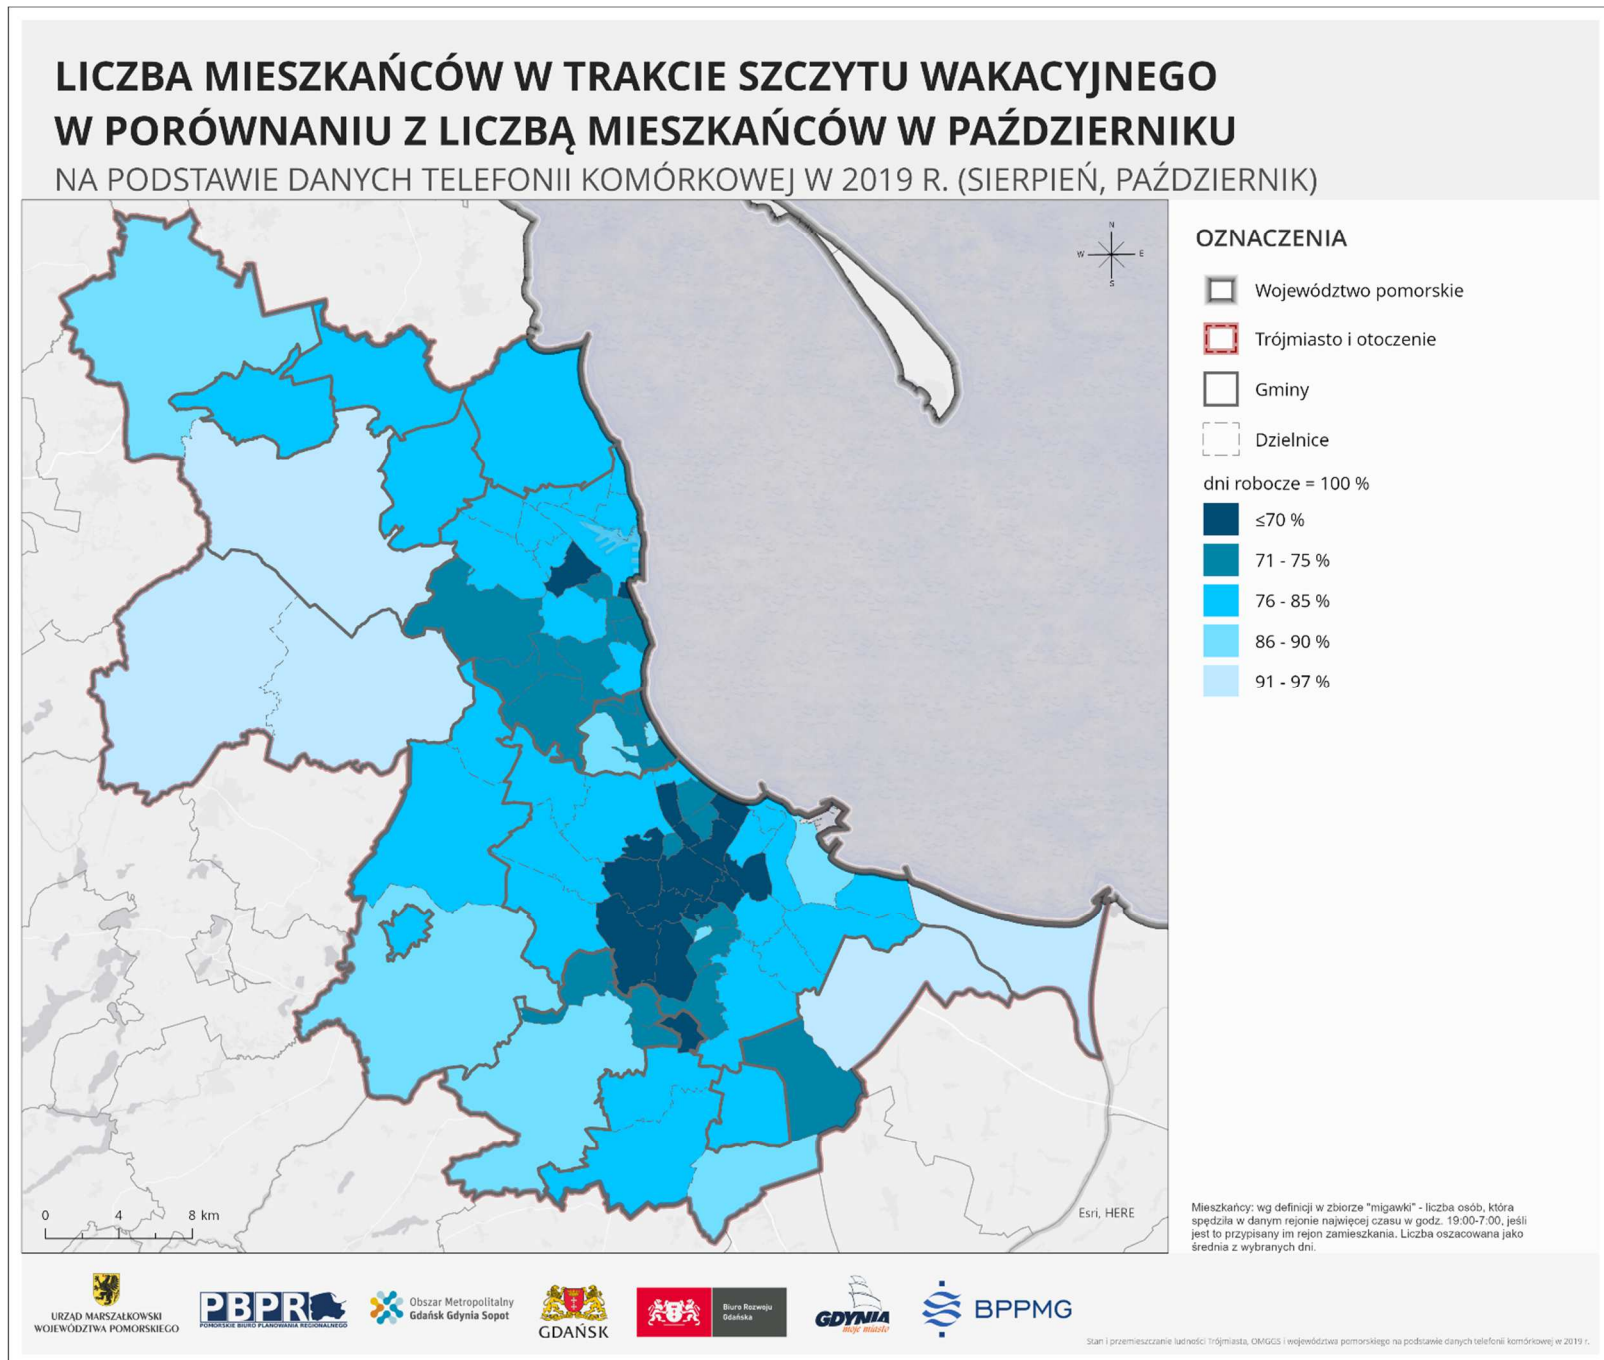 LICZBA MIESZKAŃCÓW W TRAKCIE SZCZYTU WAKACYJNEGO
W PORÓWNANIU Z LICZBĄ MIESZKAŃCÓW W PAŹDZIERNIKU
NA PODSTAWIE DANYCH TELEFONII KOMÓRKOWEJ W 2019 R. (SIERPIEŃ, PAŹDZIERNIK)
N
W E
S
OZNACZENIA
Województwo pomorskie
Trójmiasto i otoczenie
Gminy
Dzielnice
dni robocze = 100 %
≤70 %
71 - 75 %
76 - 85 %
86 - 90 %
91 - 97 %
0 4 8 km
Esri, HERE
Mieszkańcy: wg definicji w zbiorze "migawki" - liczba osób, która
spędziła w danym rejonie najwięcej czasu w godz. 19:00-7:00, jeśli
jest to przypisany im rejon zamieszkania. Liczba oszacowana jako
średnia z wybranych dni.
URZĄD MARSZAŁKOWSKI
WOJEWÓDZTWA POMORSKIEGO
PBPR
POMORSKIE BIURO PLANOWANIA REGIONALNEGO
Obszar Metropolitalny
Gdańsk Gdynia Sopot
GDAŃSK
Biuro Rozwoju
Gdańska
GDYNIA
moje miasto
BPPMG
Stan i przemieszczanie ludności Trójmiasta, OMGGS i województwa pomorskiego na podstawie danych telefonii komórkowej w 2019 r.